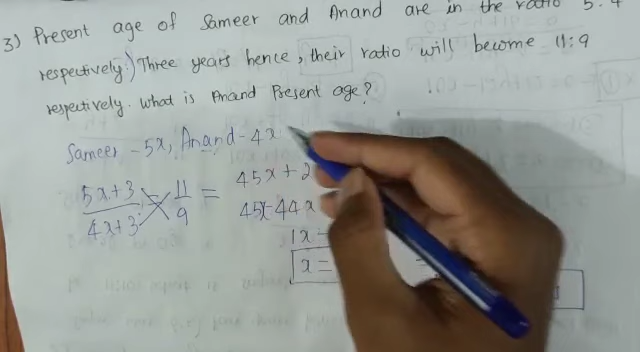 3) Present age of Sameer and Anand are in the ratio 5:4
respectively. Three years hence, their ratio will become 11:9
respectively. What is Anand Present age?
Sameer - 5x, Anand - 4x
5x+3 / 4x+3 11 / 9 = 45x + 2
45x - 44x
1x
x =